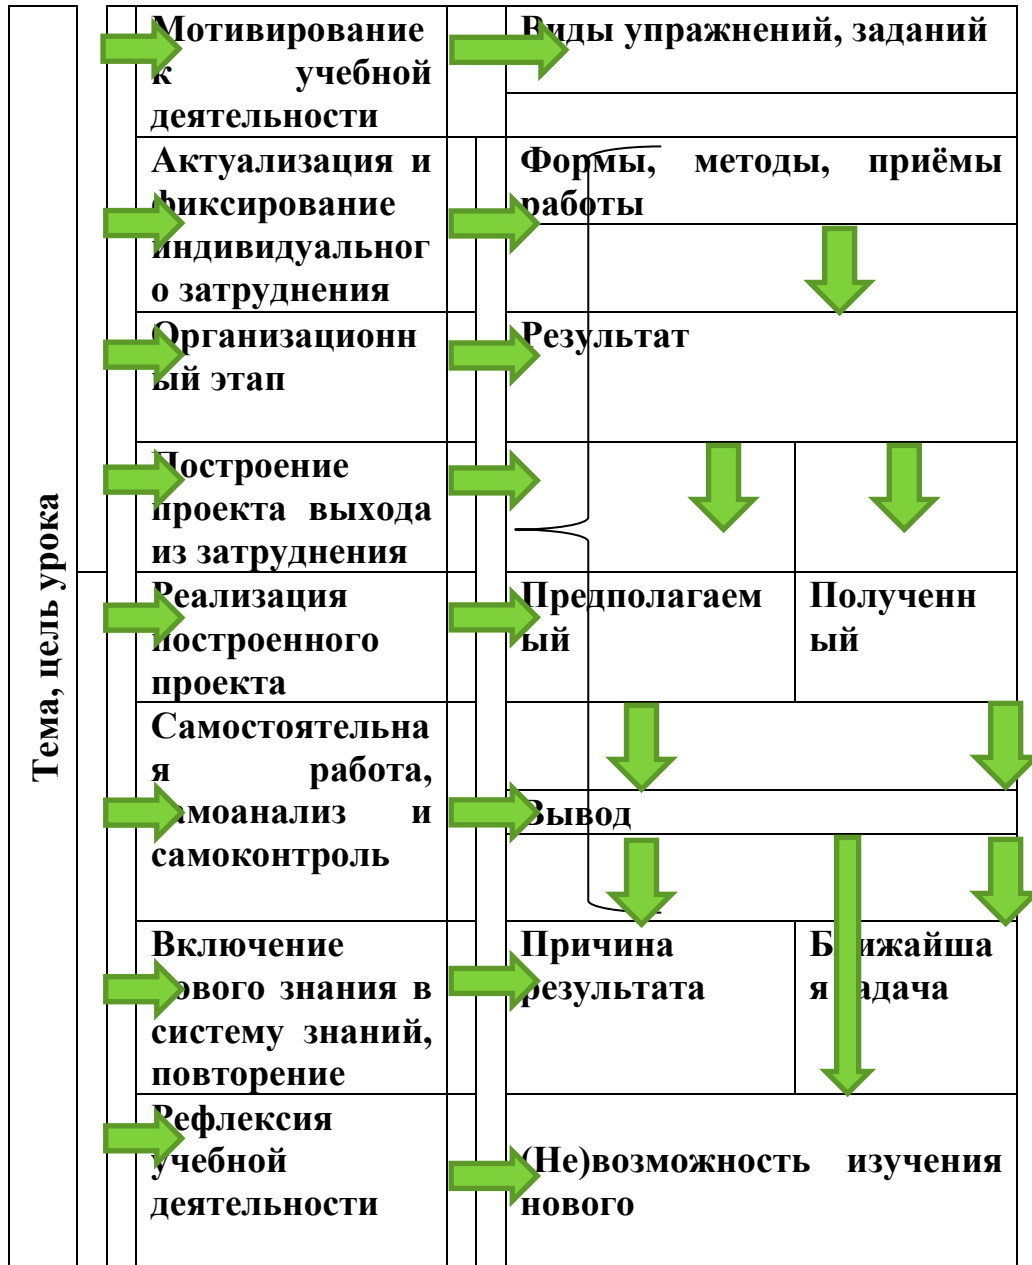 Тема, цель урока
Мотивирование
к учебной
деятельности
Актуализация и
фиксирование
индивидуальног
о затруднения
Организационн
ый этап
Построение
проекта выхода
из затруднения
Реализация
построенного
проекта
Самостоятельна
я работа,
самоанализ и
самоконтроль
Включение
нового знания в
систему знаний,
повторение
Рефлексия
учебной
деятельности
Виды упражнений, заданий
Формы, методы, приёмы
работы
Результат
Предполагаем
ый
Полученн
ый
Вывод
Причина
результата
Ближайша
я задача
(Не)возможность изучения
нового